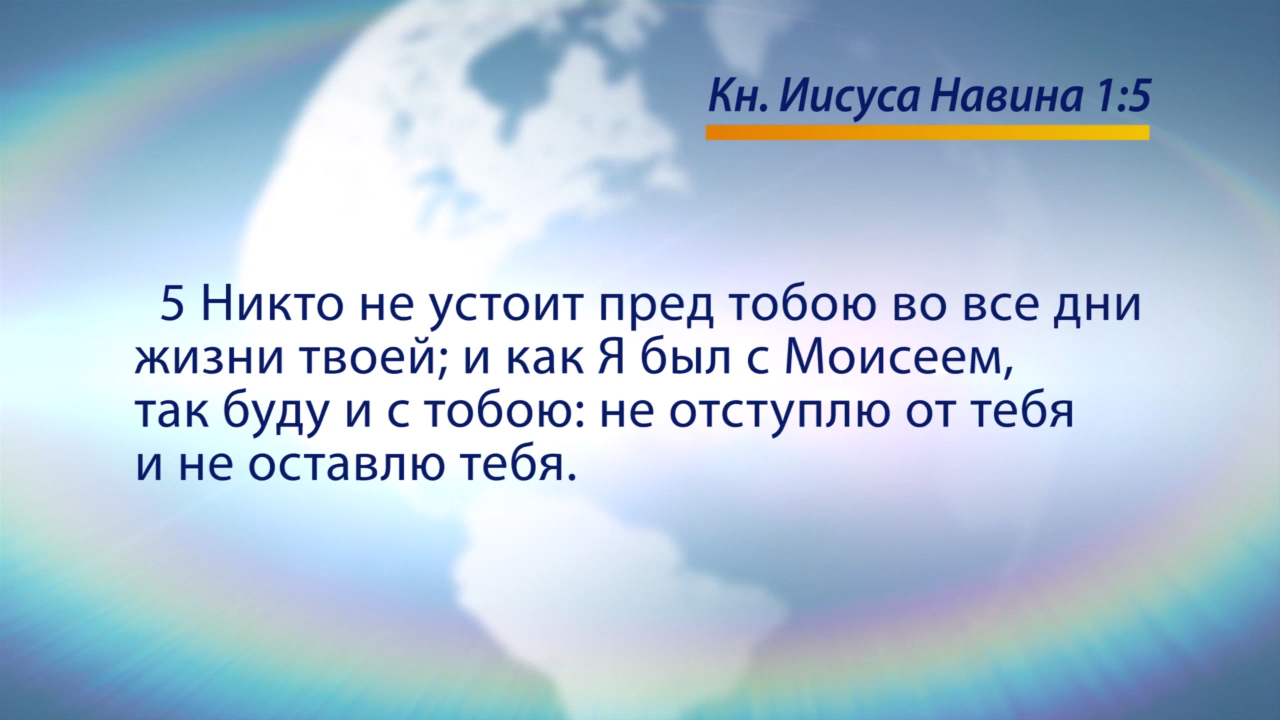 Кн. Иисуса Навина 1:5
5 Никто не устоит пред тобою во все дни
жизни твоей; и как Я был с Моисеем,
так буду и с тобою: не отступлю от тебя
и не оставлю тебя.